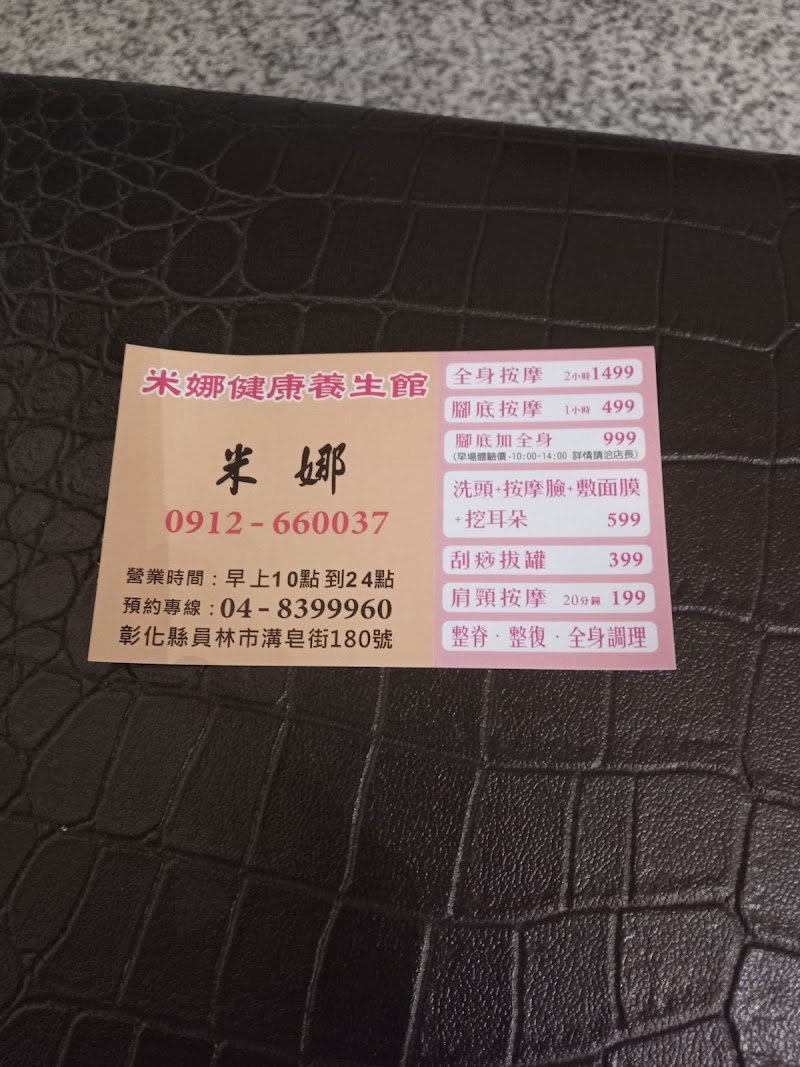 米娜健康養生館
米娜
0912-660037
營業時間：早上10點到24點
預約專線：04-8399960
彰化縣員林市溝皂街180號
全身按摩 2小時1499
腳底按摩 1小時 499
腳底加全身 999
(早場體驗價·10:00-14:00 詳情請洽店長)
洗頭+按摩臉+敷面膜
+挖耳朵 599
刮痧拔罐 399
肩頸按摩 20分鐘 199
整脊·整復·全身調理